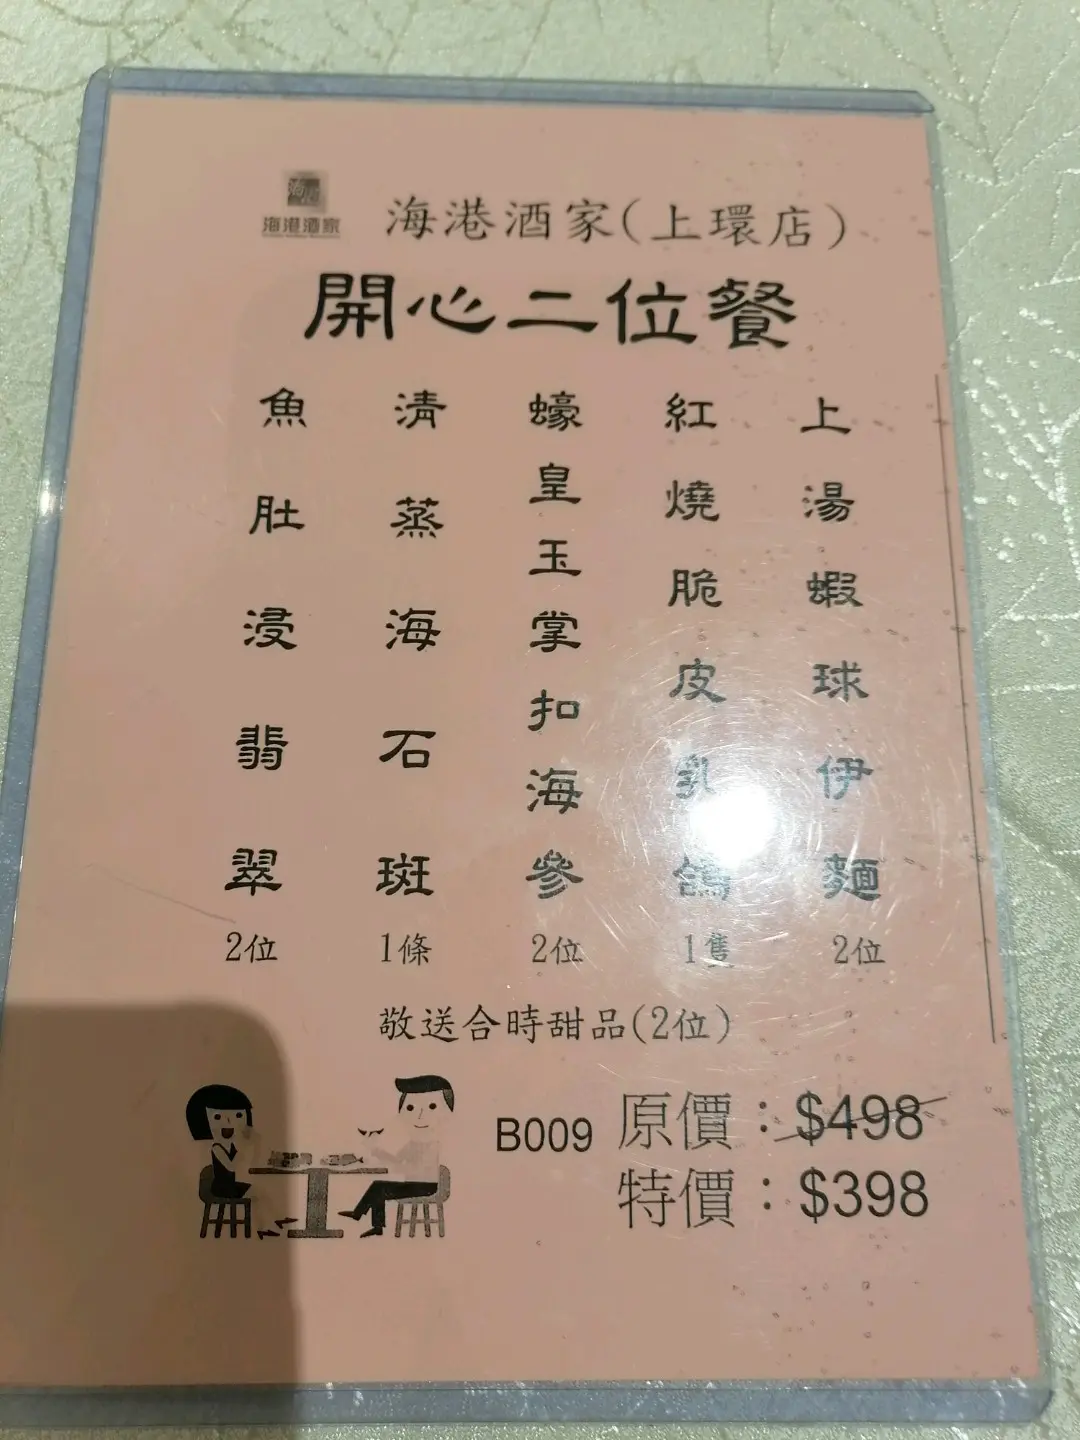 海港酒家
海港酒家(上環店)
開心二位餐
上湯蝦球伊麵
2位
紅燒脆皮乳鴿
1隻
蠔皇玉掌扣海參
2位
清蒸海石斑
1條
魚肚浸翡翠
2位
敬送合時甜品(2位)
B009
原價：$498
特價：$398